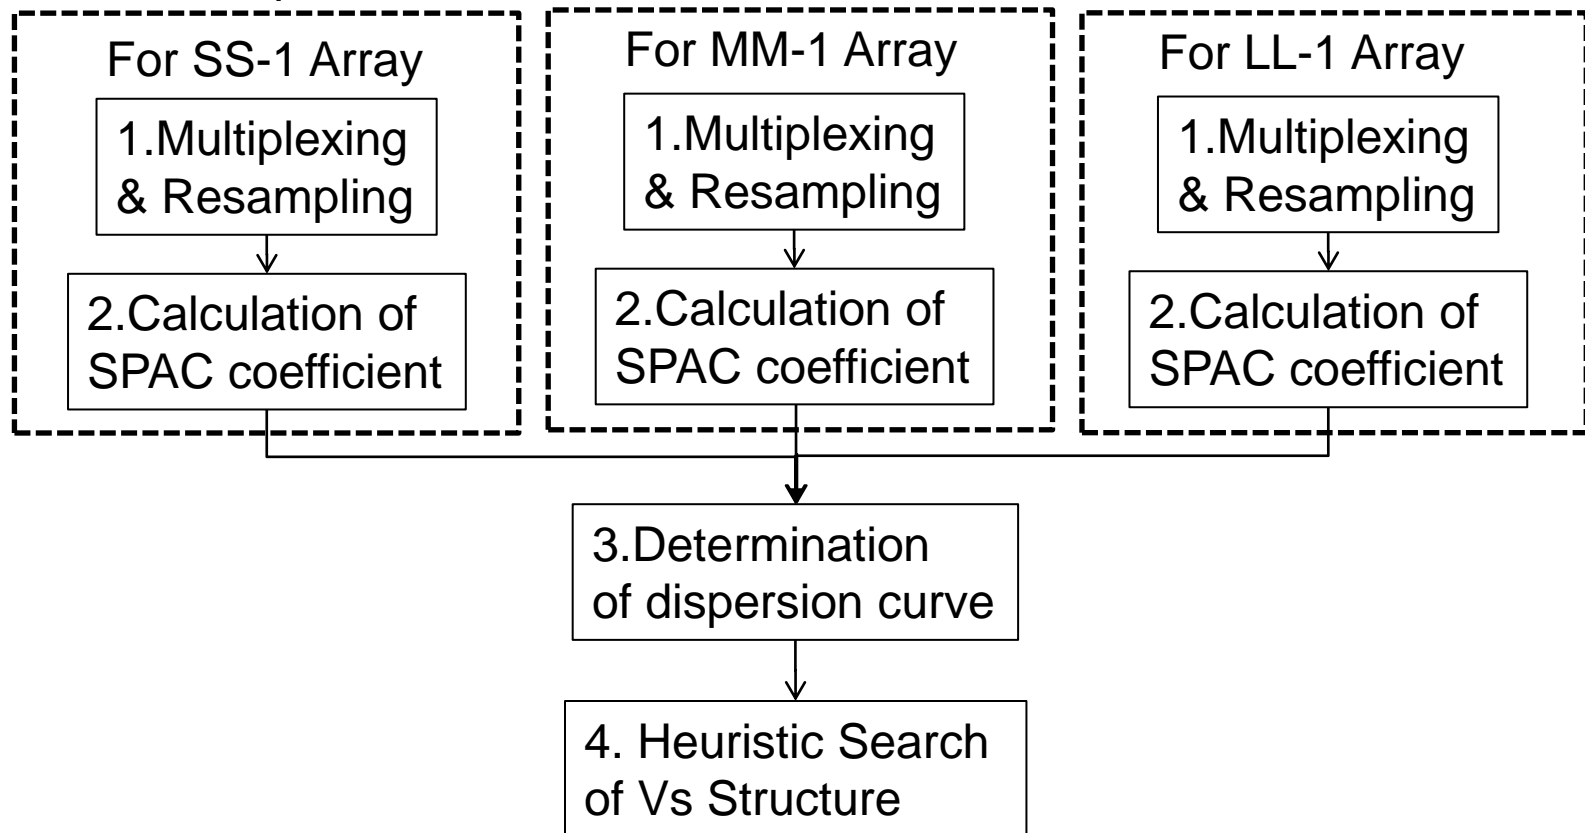 For SS-1 Array
1.Multiplexing
& Resampling
2.Calculation of
SPAC coefficient
For MM-1 Array
1.Multiplexing
& Resampling
2.Calculation of
SPAC coefficient
For LL-1 Array
1.Multiplexing
& Resampling
2.Calculation of
SPAC coefficient
3.Determination
of dispersion curve
4. Heuristic Search
of Vs Structure